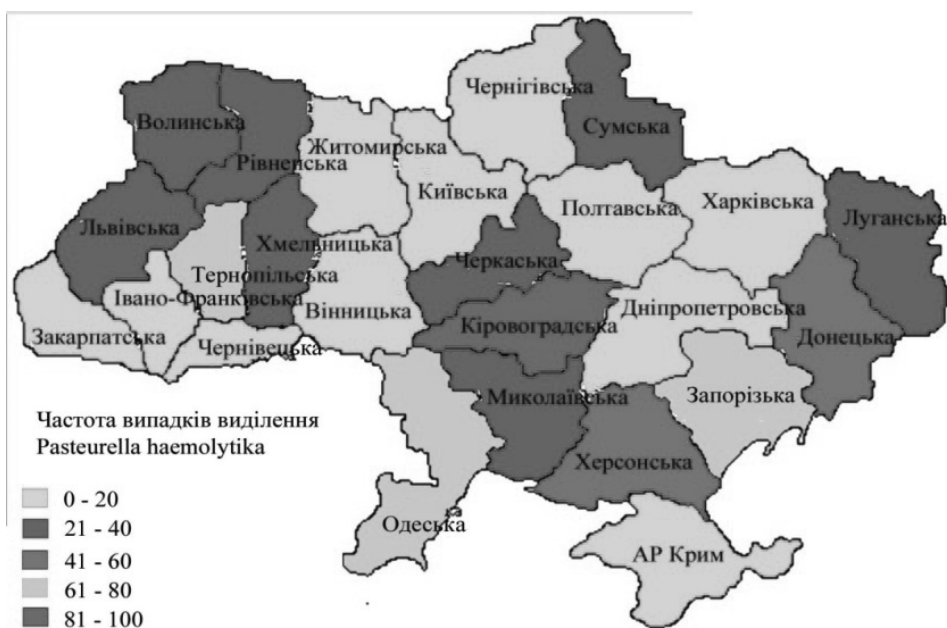 Чернігівська
Волинська
Сумська
Житомирська
Рівненська
Київська
Полтавська
Харківська
Луганська
Львівська
Хмельницька
Черкаська
Тернопільська
Івано-Франківська
Вінницька
Дніпропетровська
Закарпатська
Чернівецька
Кіровоградська
Донецька
Миколаївська
Запорізька
Херсонська
Одеська
АР Крим
Частота випадків виділення
Pasteurella haemolytika
0 - 20
21 - 40
41 - 60
61 - 80
81 - 100